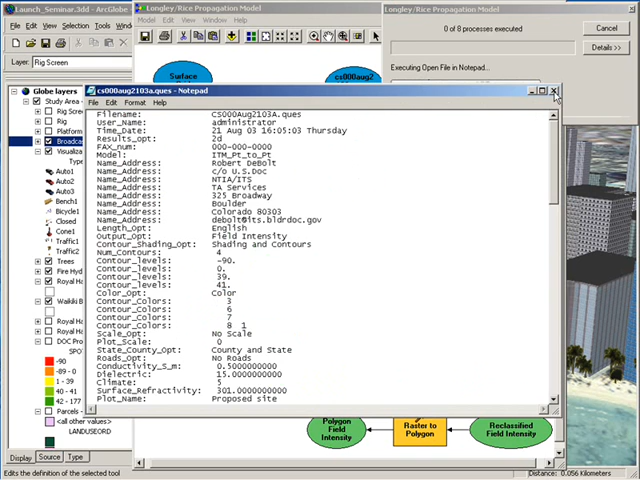 Launch_Seminar.3dd - ArcGlobe
File Edit View Selection Tools
Layer: Rig Screen
Globe layers
Study Area -
Rig Scre
Rig
Platform
Broadca
Visualiza
Type
Auto1
Auto2
Auto3
Bench1
Bicycle1
Closed
Cone1
Traffic1
Traffic2
Trees
Fire Hyd
Waikiki B
Royal Ha
Royal Ha
DOC Pro
SPOT
-90
-89 - 0
1 - 39
40 - 41
42 - 177
Parcels -
<all other values>
LANDUSEORD
Display Source Type
Edits the definition of the selected tool
Longley/Rice Propagation Model
Model Edit View
Surface
cs000aug2
Longley/Rice Propagation Model
0 of 8 processes executed
Cancel
Details >>
Executing Open File in Notepad...
cs000aug2103a.ques - Notepad
File Edit Format Help
Filename: CS000AUG2103A.ques
User_Name: administrator
Time_Date: 21 Aug 03 16:05:03 Thursday
Results_opt: 2d
FAX_num: 000-000-0000
Model: ITM_Pt_to_Pt
Name_Address: Robert DeBolt
Name_Address: c/o U.S.Doc
Name_Address: NTIA/ITS
Name_Address: TA Services
Name_Address: 325 Broadway
Name_Address: Boulder
Name_Address: Colorado 80303
Name_Address: debolt@its.bldrdoc.gov
Length_Opt: English
Output_Opt: Field Intensity
Contour_Shading_Opt: Shading and Contours
Num_Contours: 4
Contour_levels: -90.
Contour_levels: 0.
Contour_levels: 39.
Contour_levels: 41.
Color_Opt: Color
Contour_Colors: 3
Contour_Colors: 6
Contour_Colors: 7
Contour_Colors: 8 1
Scale_Opt: No Scale
Plot_Scale: 0
State_County_Opt: County and State
Roads_Opt: No Roads
Conductivity_S_m: 0.5000000000
Dielectric: 15.0000000000
Climate: 5
Surface_Refractivity: 301.0000000000
Plot_Name: Proposed site
Polygon
Field
Intensity
Raster to
Polygon
Reclassified
Field Intensity
Distance: 0.056 Kilometers